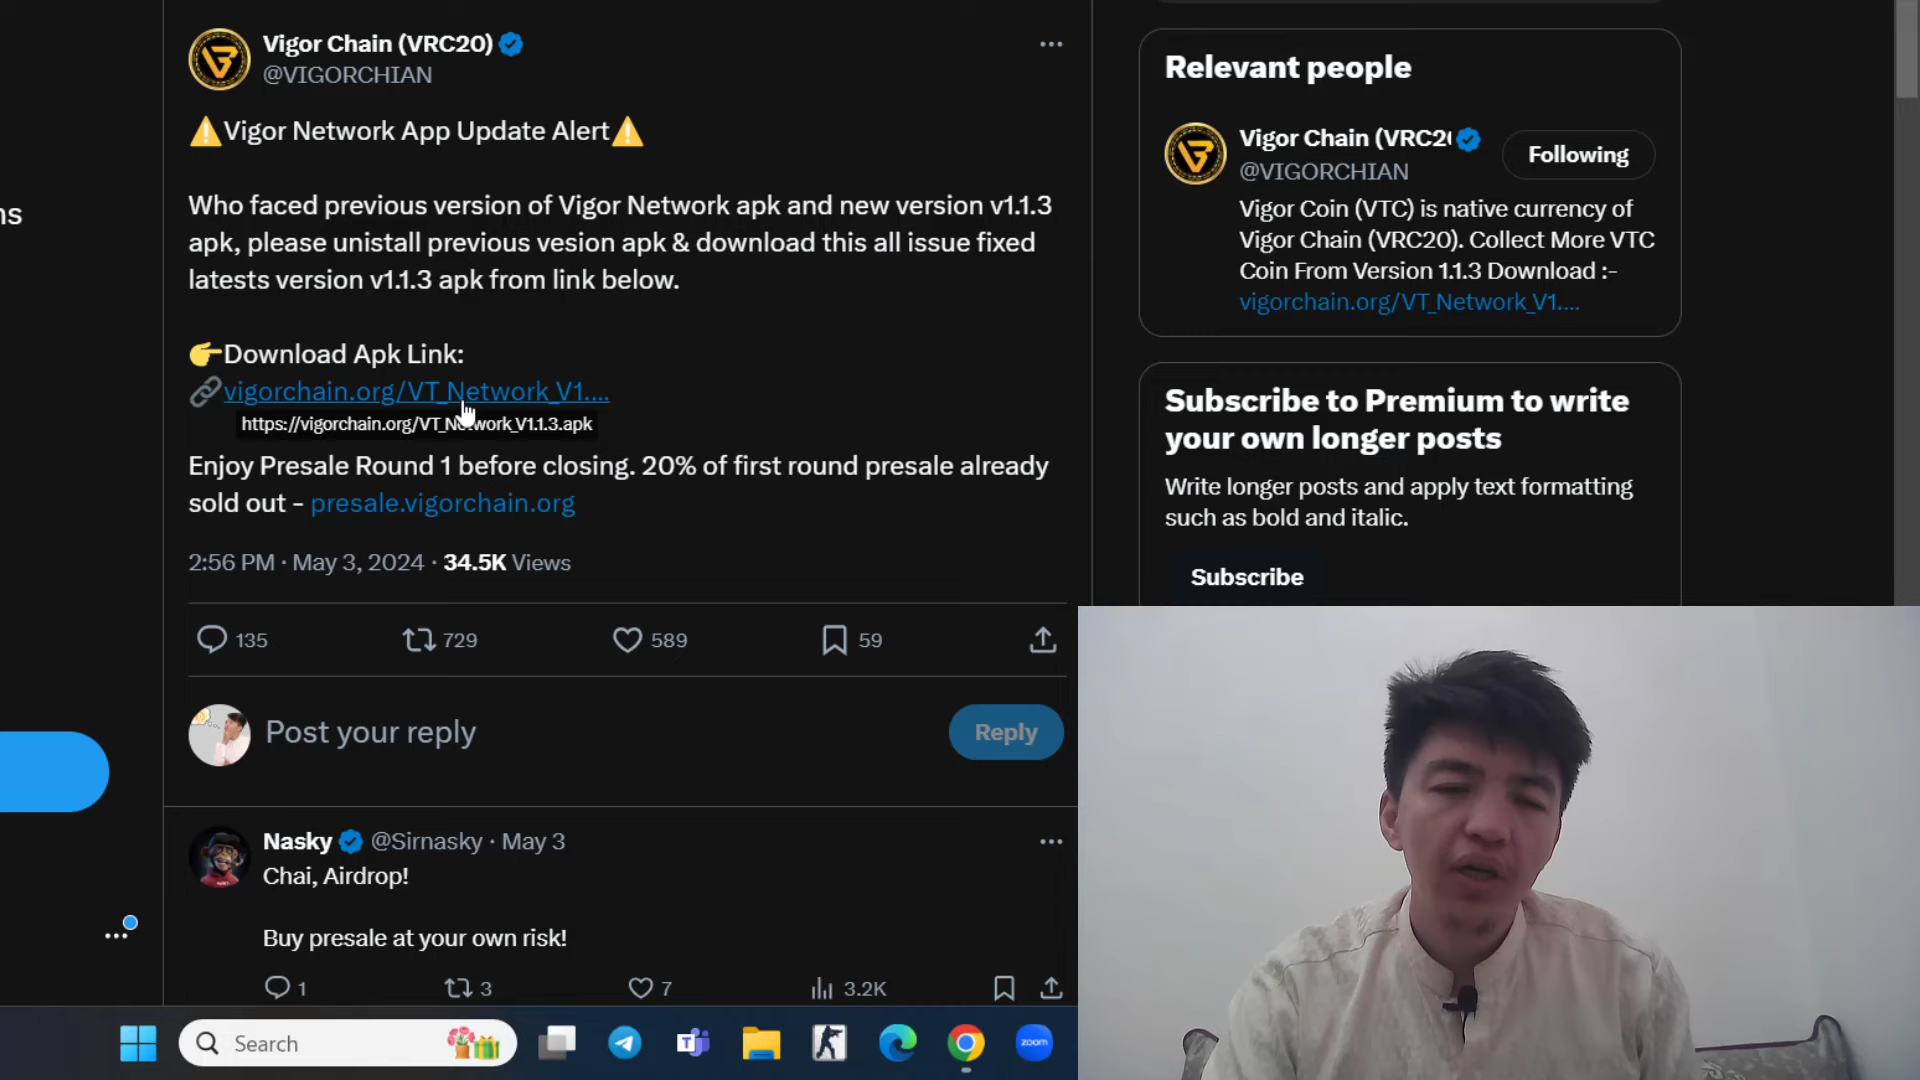 Vigor Chain (VRC20)
@VIGORCHIAN
⚠️Vigor Network App Update Alert⚠️
Who faced previous version of Vigor Network apk and new version v1.1.3
apk, please unistall previous vesion apk & download this all issue fixed
latests version v1.1.3 apk from link below.
👉Download Apk Link:
🔗vigorchain.org/VT_Network_V1....
https://vigorchain.org/VT_Network_V1.1.3.apk
Enjoy Presale Round 1 before closing. 20% of first round presale already
sold out - presale.vigorchain.org
2:56 PM · May 3, 2024 · 34.5K Views
135 729 589 59
Post your reply
Reply
Nasky @Sirnasky · May 3
Chai, Airdrop!
Buy presale at your own risk!
1 3 7 3.2K
ns
Relevant people
Vigor Chain (VRC20
@VIGORCHIAN
Following
Vigor Coin (VTC) is native currency of
Vigor Chain (VRC20). Collect More VTC
Coin From Version 1.1.3 Download :-
vigorchain.org/VT_Network_V1....
Subscribe to Premium to write
your own longer posts
Write longer posts and apply text formatting
such as bold and italic.
Subscribe
Search
zoom